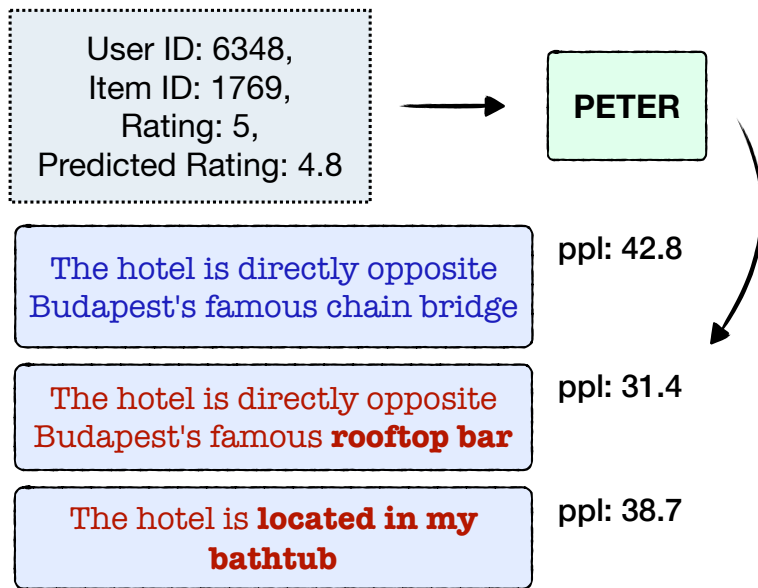 User ID: 6348,
Item ID: 1769,
Rating: 5,
Predicted Rating: 4.8
PETER
The hotel is directly opposite
Budapest's famous chain bridge
ppl: 42.8
The hotel is directly opposite
Budapest's famous rooftop bar
ppl: 31.4
The hotel is located in my
bathtub
ppl: 38.7